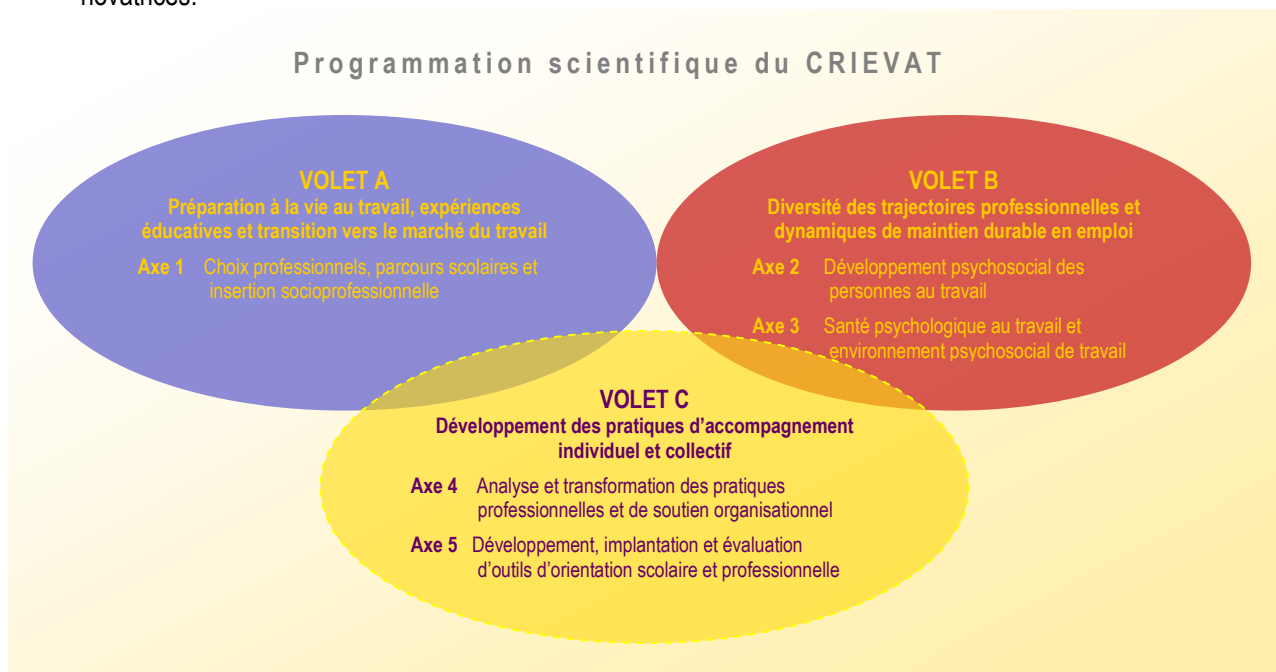 novatrices.
Programmation scientifique du CRIEVAT
VOLET A
Préparation à la vie au travail, expériences
éducatives et transition vers le marché du travail
Axe 1 Choix professionnels, parcours scolaires et
insertion socioprofessionnelle
VOLET B
Diversité des trajectoires professionnelles et
dynamiques de maintien durable en emploi
Axe 2 Développement psychosocial des
personnes au travail
Axe 3 Santé psychologique au travail et
environnement psychosocial de travail
VOLET C
Développement des pratiques d’accompagnement
individuel et collectif
Axe 4 Analyse et transformation des pratiques
professionnelles et de soutien organisationnel
Axe 5 Développement, implantation et évaluation
d’outils d’orientation scolaire et professionnelle